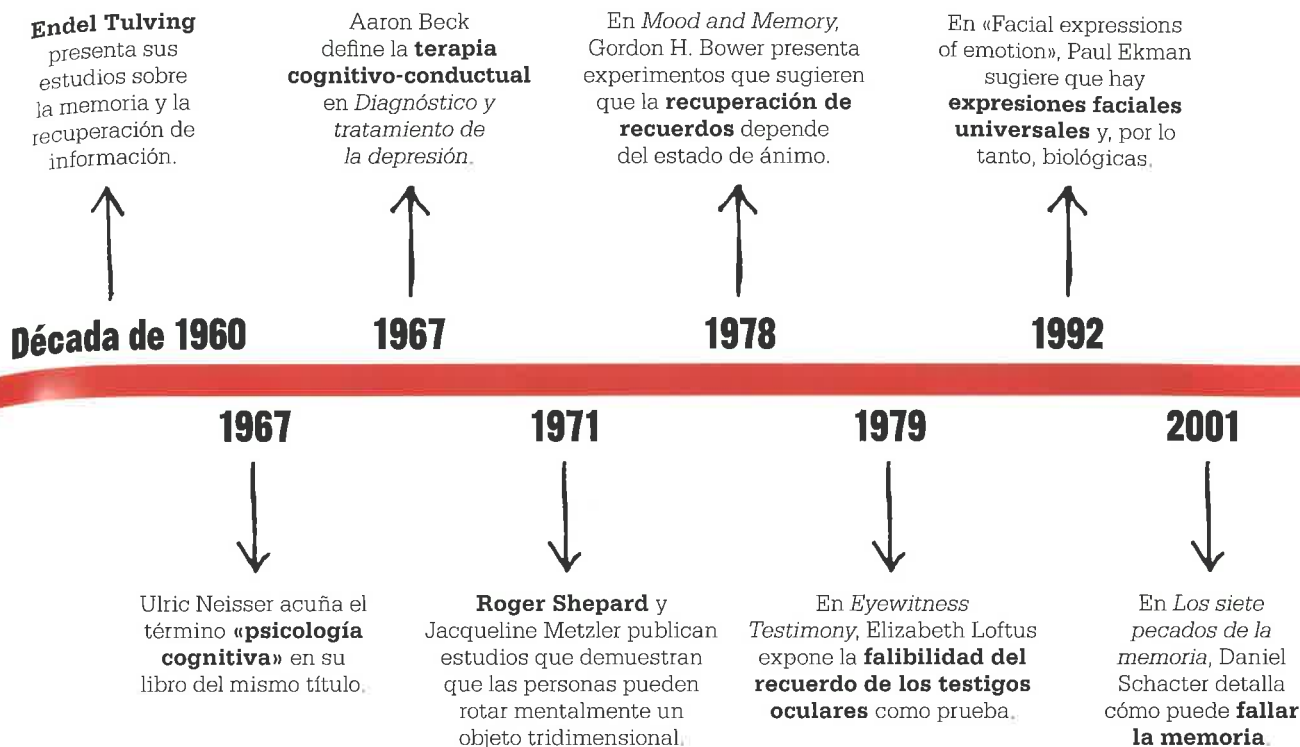 Endel Tulving
presenta sus
estudios sobre
la memoria y la
recuperación de
información.
Aaron Beck
define la terapia
cognitivo-conductual
en Diagnóstico y
tratamiento de
la depresión.
En Mood and Memory,
Gordon H. Bower presenta
experimentos que sugieren
que la recuperación de
recuerdos depende
del estado de ánimo.
En «Facial expressions
of emotion», Paul Ekman
sugiere que hay
expresiones faciales
universales y, por lo
tanto, biológicas.
Década de 1960
1967
1978
1992
1967
1971
1979
2001
Ulric Neisser acuña el
término «psicología
cognitiva» en su
libro del mismo título.
Roger Shepard y
Jacqueline Metzler publican
estudios que demuestran
que las personas pueden
rotar mentalmente un
objeto tridimensional.
En Eyewitness
Testimony, Elizabeth Loftus
expone la falibilidad del
recuerdo de los testigos
oculares como prueba.
En Los siete
pecados de la
memoria, Daniel
Schacter detalla
cómo puede fallar
la memoria.